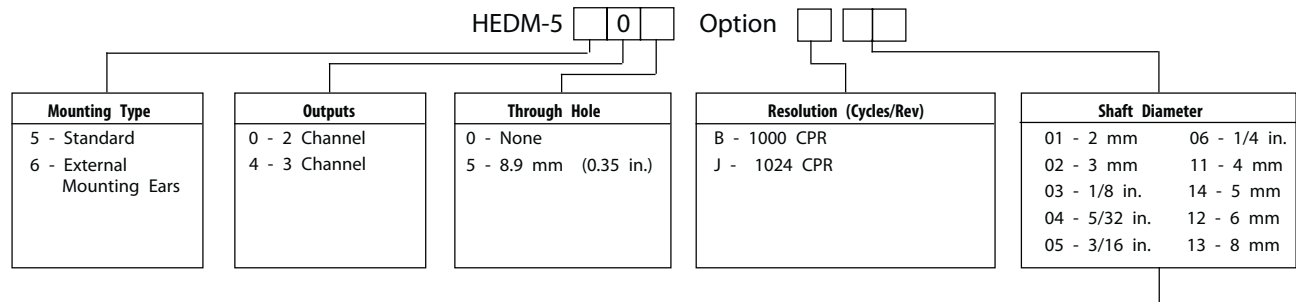 HEDM-5 0 Option
Mounting Type
5 - Standard
6 - External
Mounting Ears
Outputs
0 - 2 Channel
4 - 3 Channel
Through Hole
0 - None
5 - 8.9 mm (0.35 in.)
Resolution (Cycles/Rev)
B - 1000 CPR
J - 1024 CPR
Shaft Diameter
01 - 2 mm 06 - 1/4 in.
02 - 3 mm 11 - 4 mm
03 - 1/8 in. 14 - 5 mm
04 - 5/32 in. 12 - 6 mm
05 - 3/16 in. 13 - 8 mm